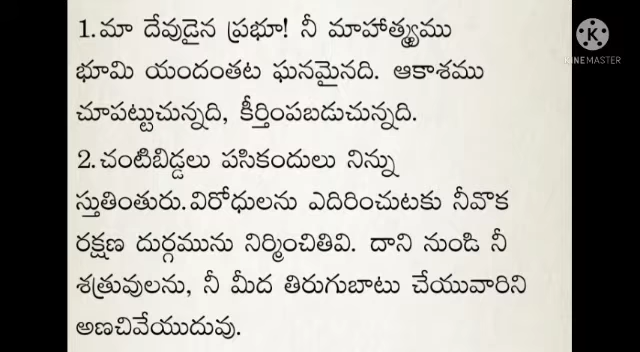 1.మా దేవుడైన ప్రభూ! నీ మాహాత్మ్యము
భూమి యందంతట ఘనమైనది. ఆకాశము
చూపట్టుచున్నది, కీర్తింపబడుచున్నది.
2.చంటిబిడ్డలు పసికందులు నిన్ను
స్తుతింతురు.విరోధులను ఎదిరించుటకు నీవొక
రక్షణ దుర్గమును నిర్మించితివి. దాని నుండి నీ
శత్రువులను, నీ మీద తిరుగుబాటు చేయువారిని
అణచివేయుదువు.
KINEMASTER